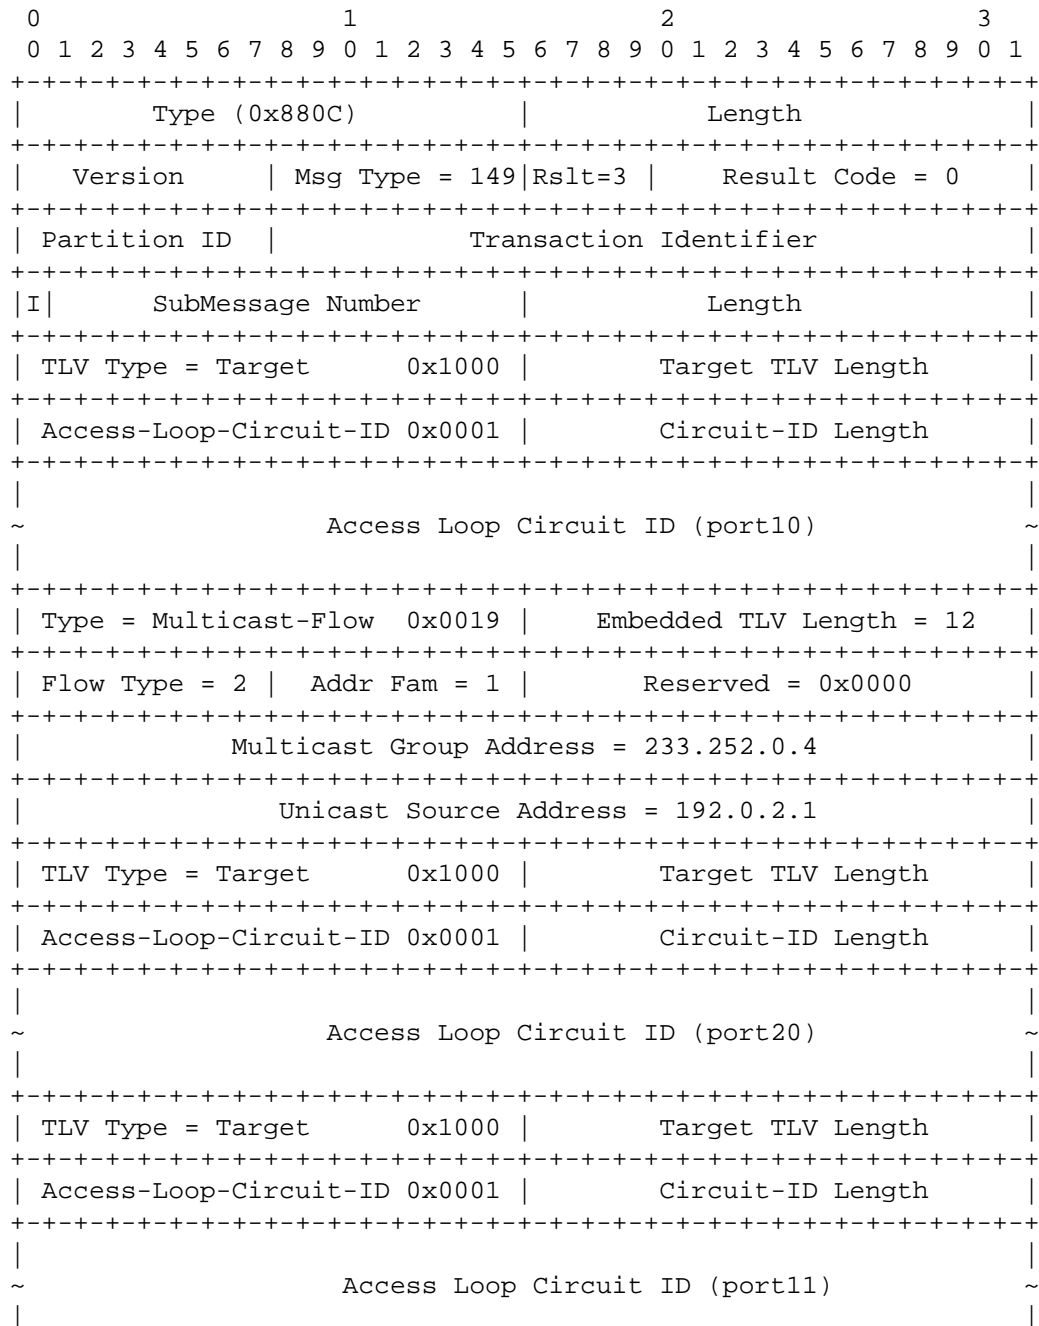 0                   1                   2                   3
 0 1 2 3 4 5 6 7 8 9 0 1 2 3 4 5 6 7 8 9 0 1 2 3 4 5 6 7 8 9 0 1
+-+-+-+-+-+-+-+-+-+-+-+-+-+-+-+-+-+-+-+-+-+-+-+-+-+-+-+-+-+-+-+-+
|        Type (0x880C)          |           Length              |
+-+-+-+-+-+-+-+-+-+-+-+-+-+-+-+-+-+-+-+-+-+-+-+-+-+-+-+-+-+-+-+-+
|   Version     | Msg Type = 149|Rslt=3 |    Result Code = 0    |
+-+-+-+-+-+-+-+-+-+-+-+-+-+-+-+-+-+-+-+-+-+-+-+-+-+-+-+-+-+-+-+-+
| Partition ID  |            Transaction Identifier             |
+-+-+-+-+-+-+-+-+-+-+-+-+-+-+-+-+-+-+-+-+-+-+-+-+-+-+-+-+-+-+-+-+
|I|      SubMessage Number      |           Length              |
+-+-+-+-+-+-+-+-+-+-+-+-+-+-+-+-+-+-+-+-+-+-+-+-+-+-+-+-+-+-+-+-+
| TLV Type = Target      0x1000 |        Target TLV Length      |
+-+-+-+-+-+-+-+-+-+-+-+-+-+-+-+-+-+-+-+-+-+-+-+-+-+-+-+-+-+-+-+-+
| Access-Loop-Circuit-ID 0x0001 |        Circuit-ID Length      |
+-+-+-+-+-+-+-+-+-+-+-+-+-+-+-+-+-+-+-+-+-+-+-+-+-+-+-+-+-+-+-+-+
|                                                               |
~                   Access Loop Circuit ID (port10)             ~
|                                                               |
+-+-+-+-+-+-+-+-+-+-+-+-+-+-+-+-+-+-+-+-+-+-+-+-+-+-+-+-+-+-+-+-+
| Type = Multicast-Flow  0x0019 |    Embedded TLV Length = 12   |
+-+-+-+-+-+-+-+-+-+-+-+-+-+-+-+-+-+-+-+-+-+-+-+-+-+-+-+-+-+-+-+-+
| Flow Type = 2 |  Addr Fam = 1 |       Reserved = 0x0000       |
+-+-+-+-+-+-+-+-+-+-+-+-+-+-+-+-+-+-+-+-+-+-+-+-+-+-+-+-+-+-+-+-+
|             Multicast Group Address = 233.252.0.4             |
+-+-+-+-+-+-+-+-+-+-+-+-+-+-+-+-+-+-+-+-+-+-+-+-+-+-+-+-+-+-+-+-+
|                Unicast Source Address = 192.0.2.1             |
+-+-+-+-+-+-+-+-+-+-+-+-+-+-+-+-+-+-+-+-+-+-+-+-+-++-+-+-+-+-+--+
| TLV Type = Target      0x1000 |        Target TLV Length      |
+-+-+-+-+-+-+-+-+-+-+-+-+-+-+-+-+-+-+-+-+-+-+-+-+-+-+-+-+-+-+-+-+
| Access-Loop-Circuit-ID 0x0001 |        Circuit-ID Length      |
+-+-+-+-+-+-+-+-+-+-+-+-+-+-+-+-+-+-+-+-+-+-+-+-+-+-+-+-+-+-+-+-+
|                                                               |
~                   Access Loop Circuit ID (port20)             ~
|                                                               |
+-+-+-+-+-+-+-+-+-+-+-+-+-+-+-+-+-+-+-+-+-+-+-+-+-+-+-+-+-+-+-+-+
| TLV Type = Target      0x1000 |        Target TLV Length      |
+-+-+-+-+-+-+-+-+-+-+-+-+-+-+-+-+-+-+-+-+-+-+-+-+-+-+-+-+-+-+-+-+
| Access-Loop-Circuit-ID 0x0001 |        Circuit-ID Length      |
+-+-+-+-+-+-+-+-+-+-+-+-+-+-+-+-+-+-+-+-+-+-+-+-+-+-+-+-+-+-+-+-+
|                                                               |
~                    Access Loop Circuit ID (port11)            ~
|                                                               |